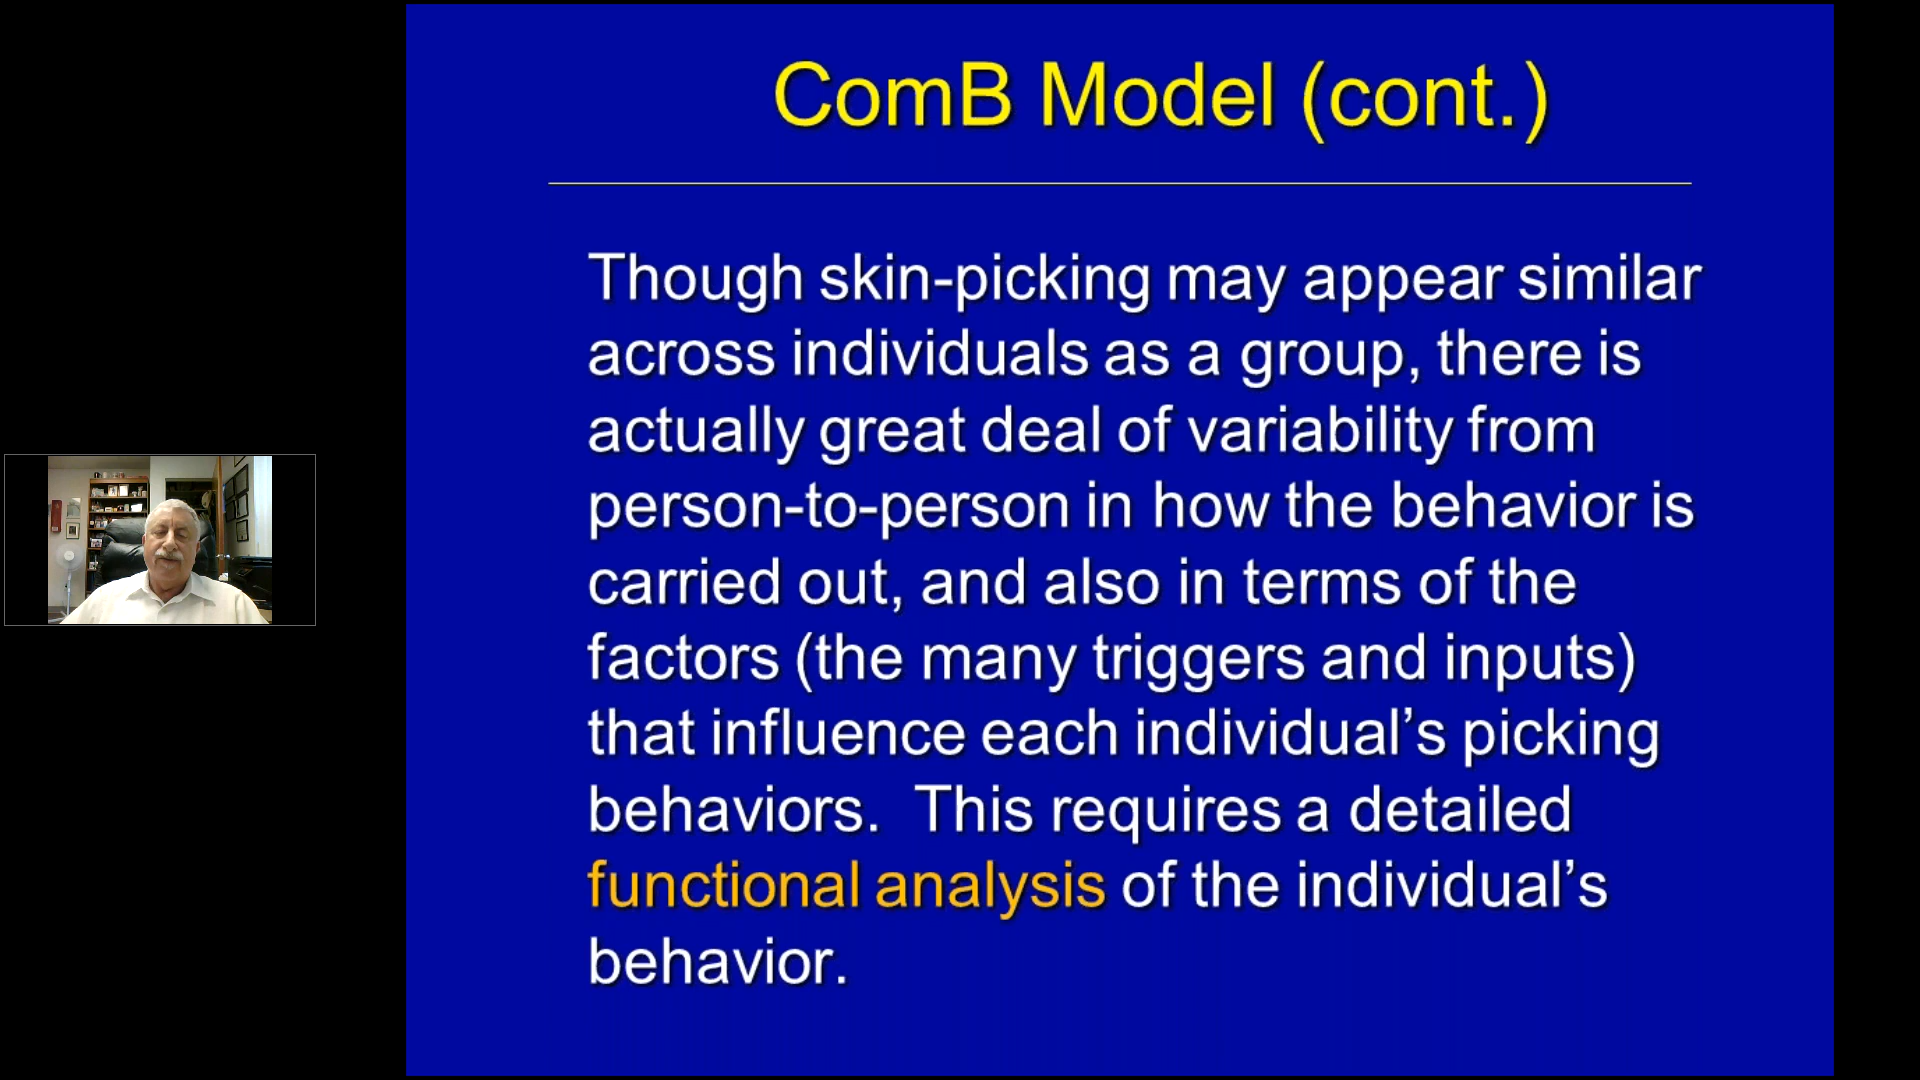 ComB Model (cont.)
Though skin-picking may appear similar
across individuals as a group, there is
actually great deal of variability from
person-to-person in how the behavior is
carried out, and also in terms of the
factors (the many triggers and inputs)
that influence each individual’s picking
behaviors.  This requires a detailed
functional analysis of the individual’s
behavior.